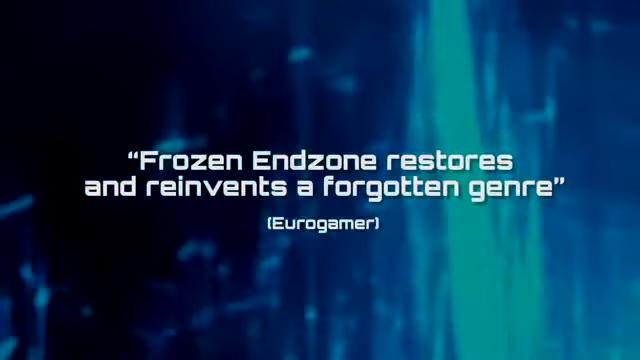 “Frozen Endzone restores
and reinvents a forgotten genre”
(Eurogamer)